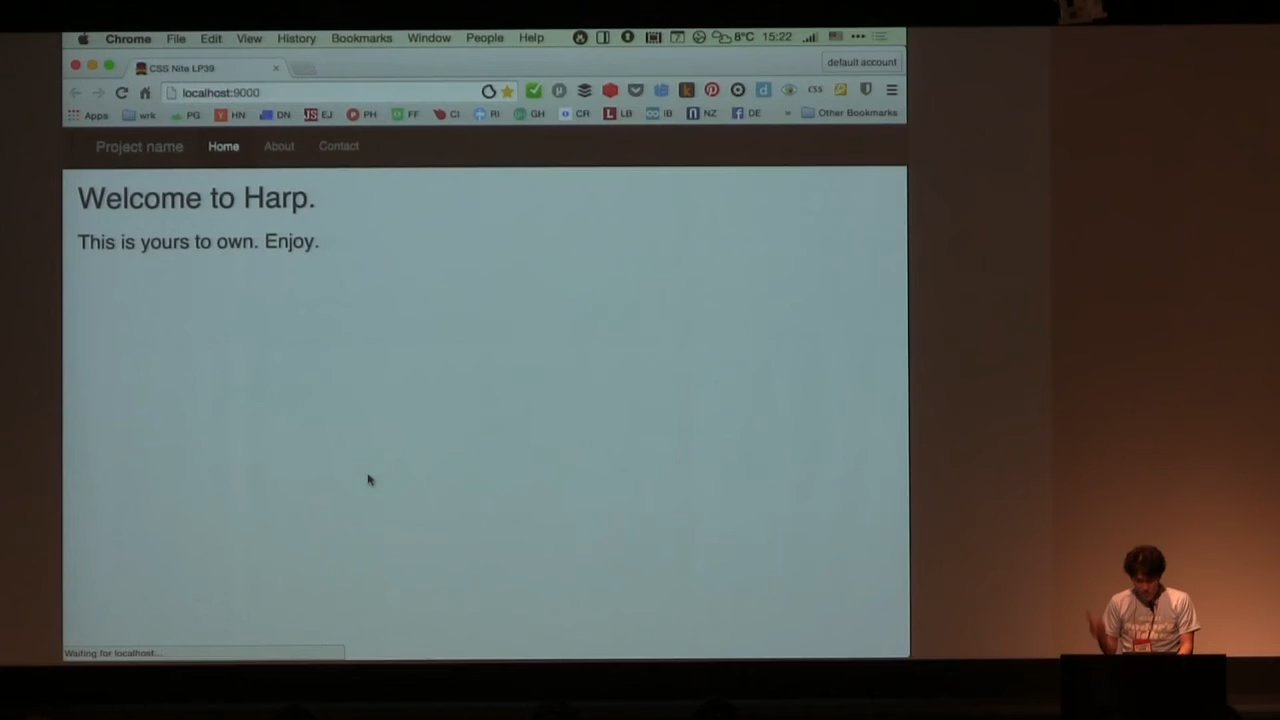 Chrome File Edit View History Bookmarks Window People Help 8°C 15:22
CSS Nite LP39 default account
localhost:9000 css
Apps wrk PG HN DN EJ PH FF CI RI GH CR LB IB NZ DE » Other Bookmarks
Project name Home About Contact
Welcome to Harp.
This is yours to own. Enjoy.
Waiting for localhost...